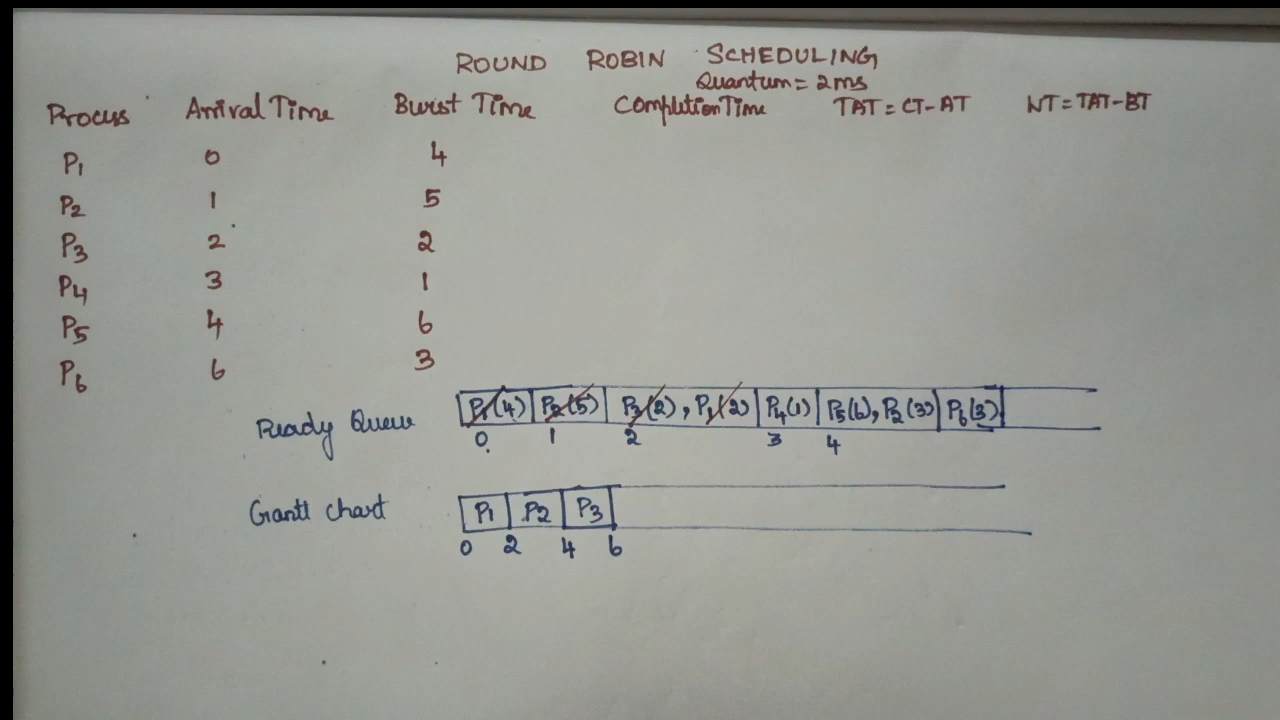 ROUND ROBIN SCHEDULING
Quantum = 2ms
Process Arrival Time Burst Time Completion Time TAT = CT - AT WT = TAT - BT
P1 0 4
P2 1 5
P3 2 2
P4 3 1
P5 4 6
P6 6 3
Ready Queue P1(4) P2(5) P3(2), P1(2) P4(1) P5(6), P2(3) P6(3)
0 1 2 3 4
Grantt chart P1 P2 P3
0 2 4 6